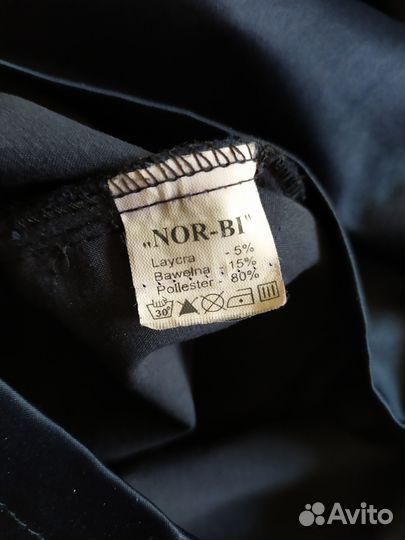 „NOR-BI"
Laycra - 5%
Bawełna - 15%
Poliester - 80%
30
Avito